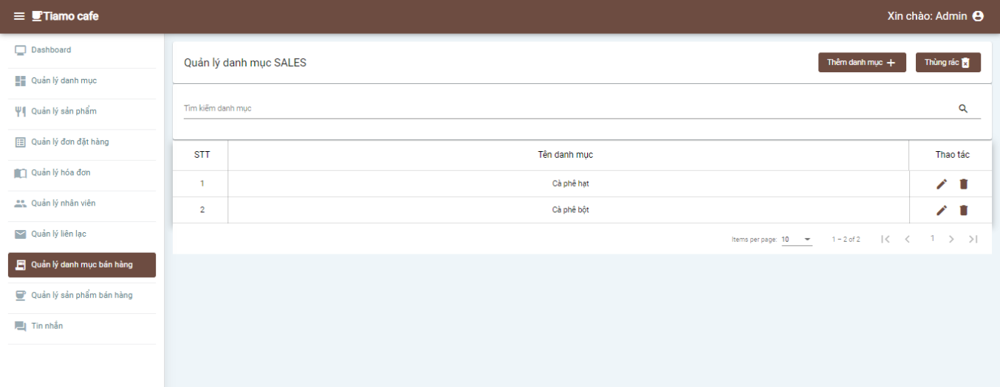 Tiamo cafe
Xin chào: Admin
Dashboard
Quản lý danh mục
Quản lý sản phẩm
Quản lý đơn đặt hàng
Quản lý hóa đơn
Quản lý nhân viên
Quản lý liên lạc
Quản lý danh mục bán hàng
Quản lý sản phẩm bán hàng
Tin nhắn
Quản lý danh mục SALES
Thêm danh mục
Thùng rác
Tìm kiếm danh mục
STT Tên danh mục Thao tác
1 Cà phê hạt
2 Cà phê bột
Items per page: 10 1 – 2 of 2 1